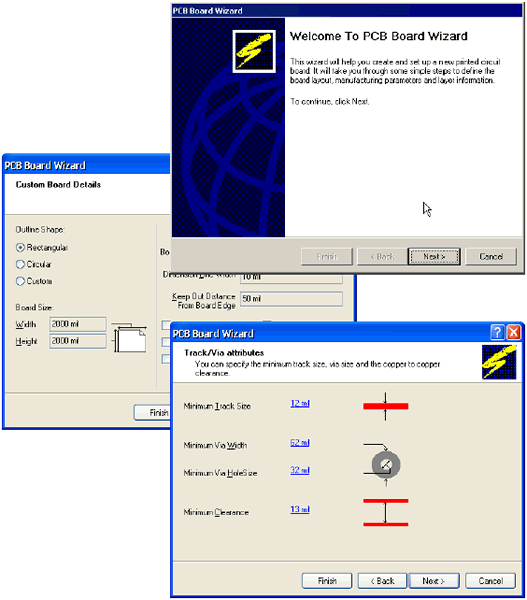 PCB Board Wizard
Welcome To PCB Board Wizard
This wizard will help you create and set up a new printed circuit
board. It will take you through some simple steps to define the
board layout, manufacturing parameters and layer information.
To continue, click Next.
Finish < Back Next > Cancel
PCB Board Wizard
Custom Board Details
Outline Shape:
Rectangular
Circular
Custom
Board Size:
Width 2000 mil
Height 2000 mil
Bo
Dimension Line Width 10 mil
Keep Out Distance 50 mil
From Board Edge
Finish
PCB Board Wizard
Track/Via attributes
You can specify the minimum track size, via size and the copper to copper
clearance.
Minimum Track Size 12 mil
Minimum Via Width 62 mil
Minimum Via HoleSize 32 mil
Minimum Clearance 13 mil
Finish < Back Next > Cancel